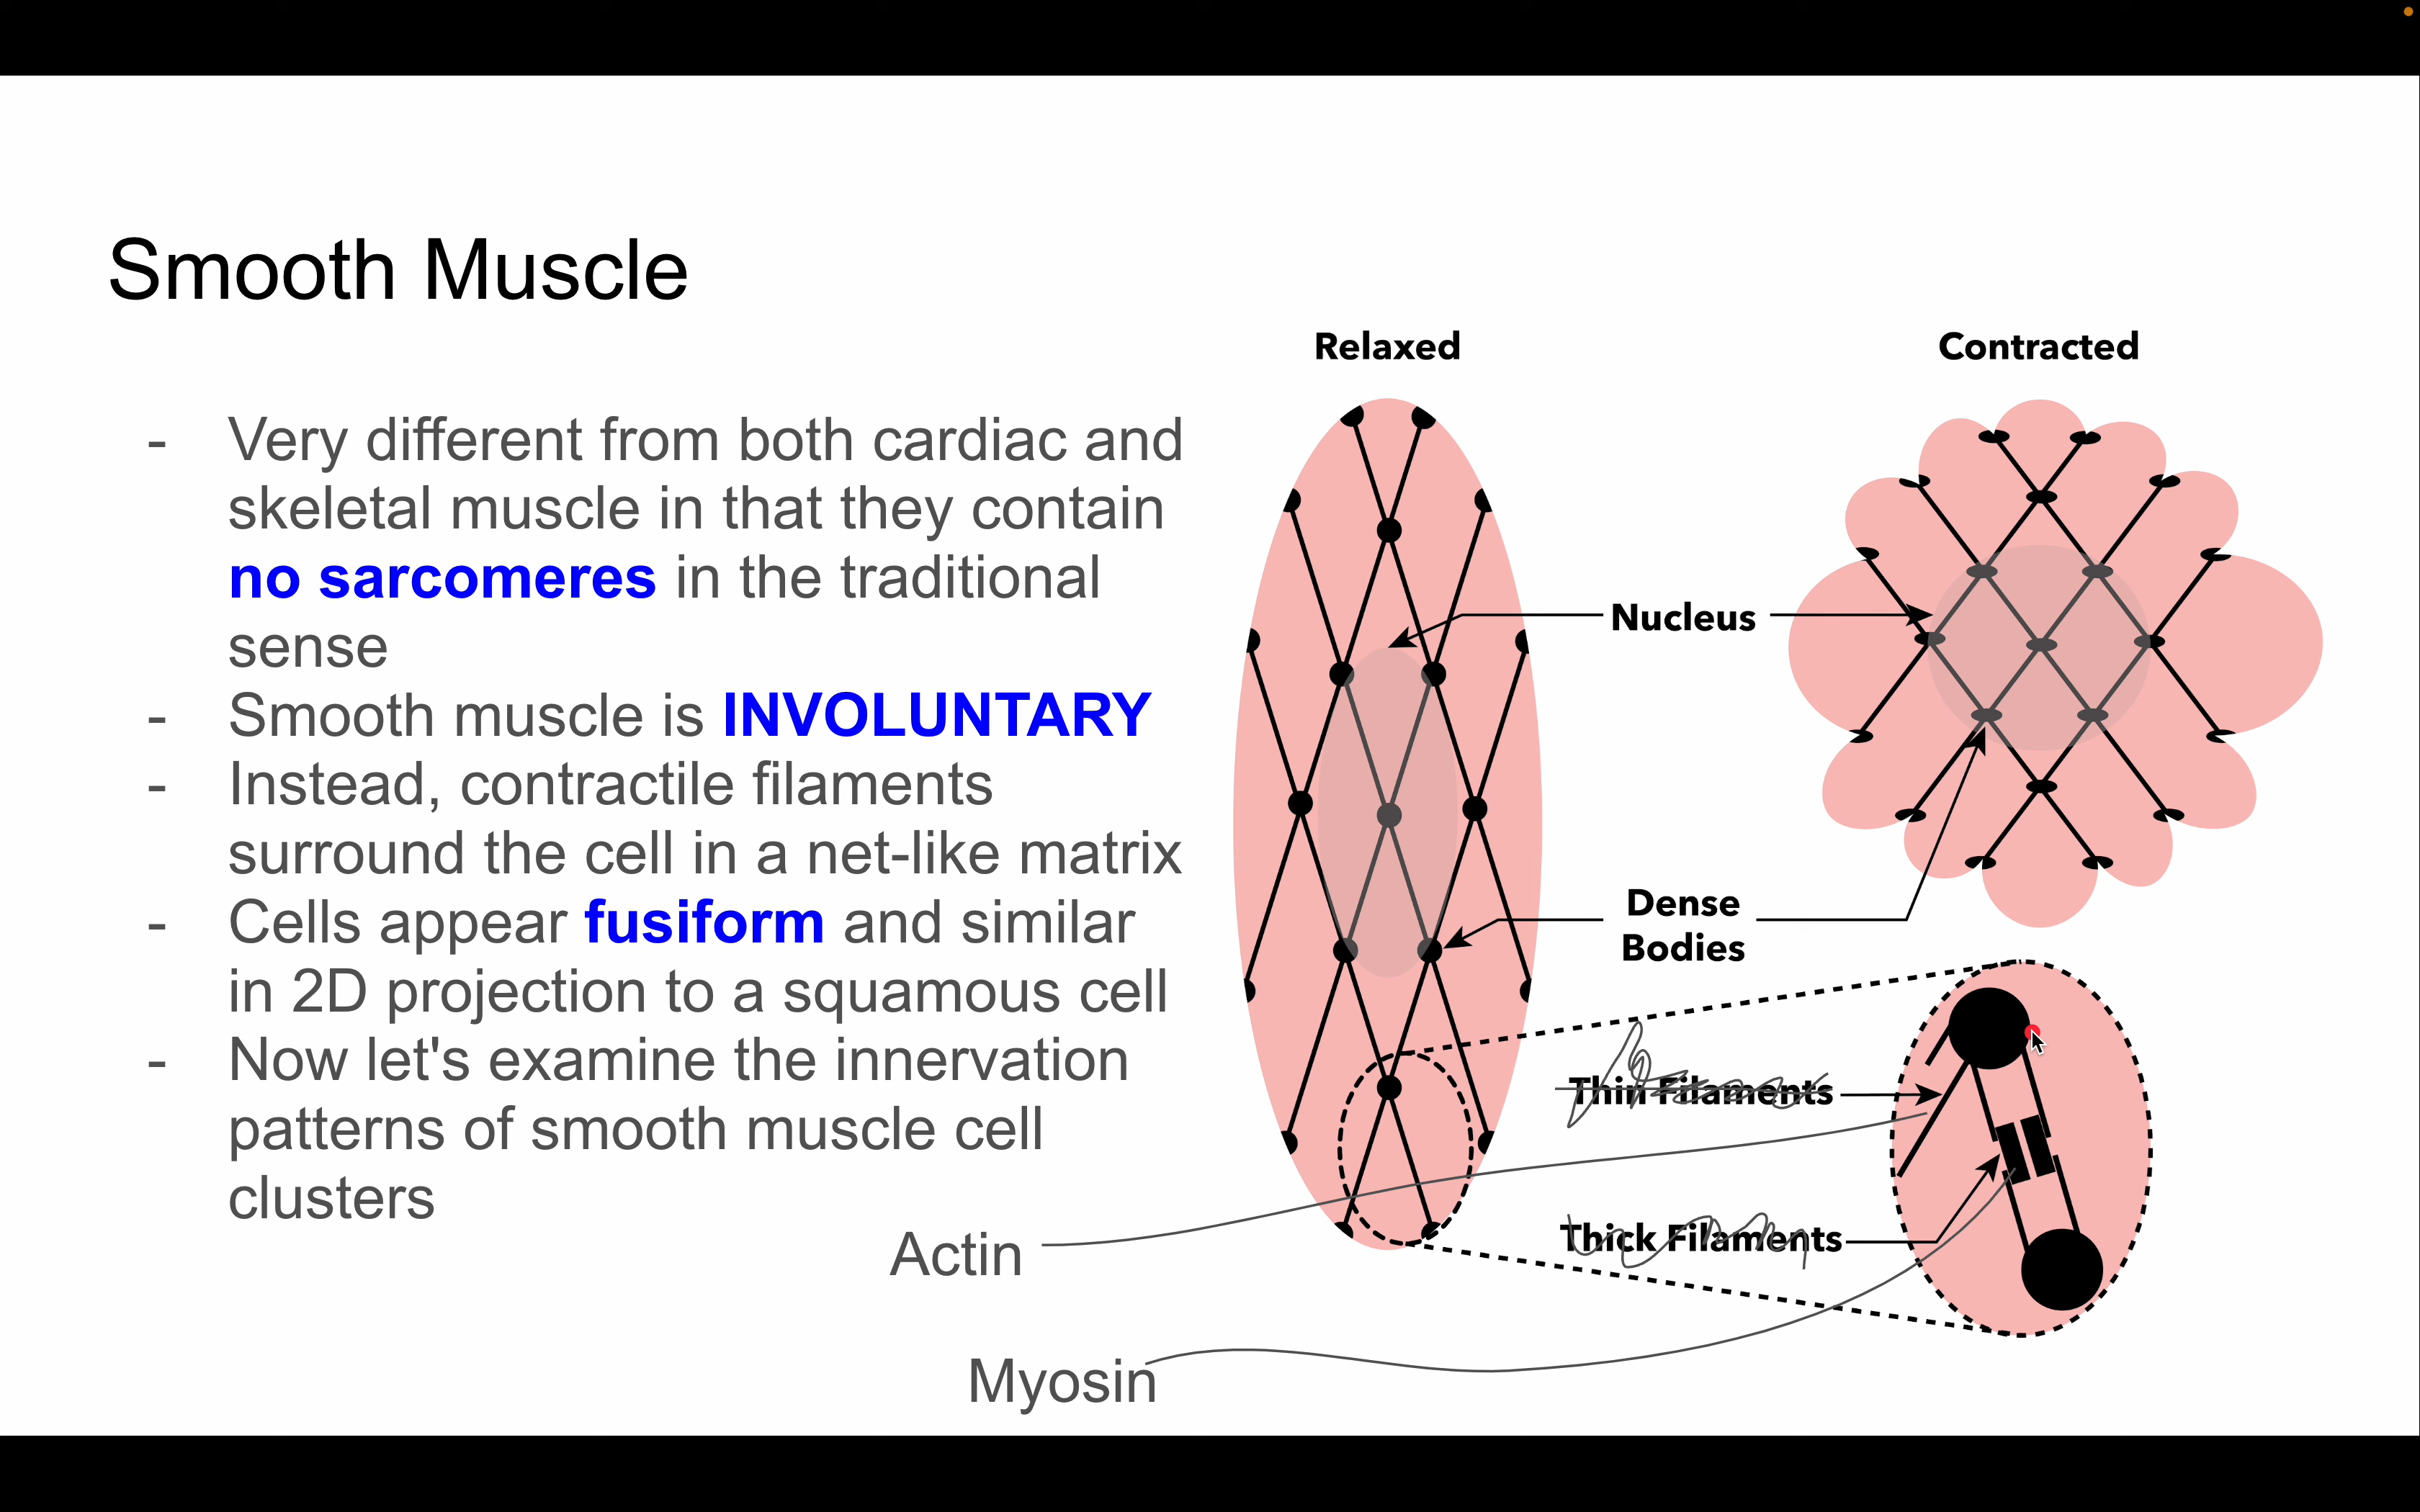 Smooth Muscle
- Very different from both cardiac and
skeletal muscle in that they contain
no sarcomeres in the traditional
sense
- Smooth muscle is INVOLUNTARY
- Instead, contractile filaments
surround the cell in a net-like matrix
- Cells appear fusiform and similar
in 2D projection to a squamous cell
- Now let's examine the innervation
patterns of smooth muscle cell
clusters
Actin
Myosin
Relaxed
Contracted
Nucleus
Dense
Bodies
Thin Filaments
Thick Filaments